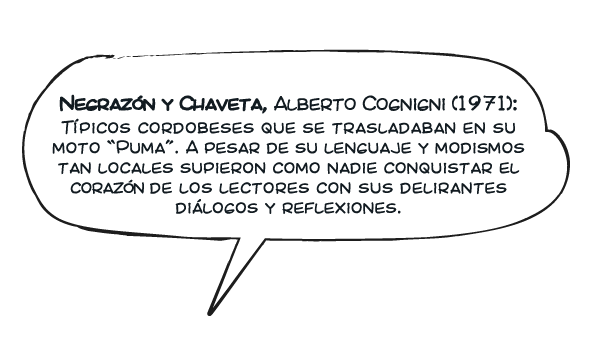 Negrazón y Chaveta, Alberto Cognigni (1971):
Típicos cordobeses que se trasladaban en su
moto “Puma”. A pesar de su lenguaje y modismos
tan locales supieron como nadie conquistar el
corazón de los lectores con sus delirantes
diálogos y reflexiones.